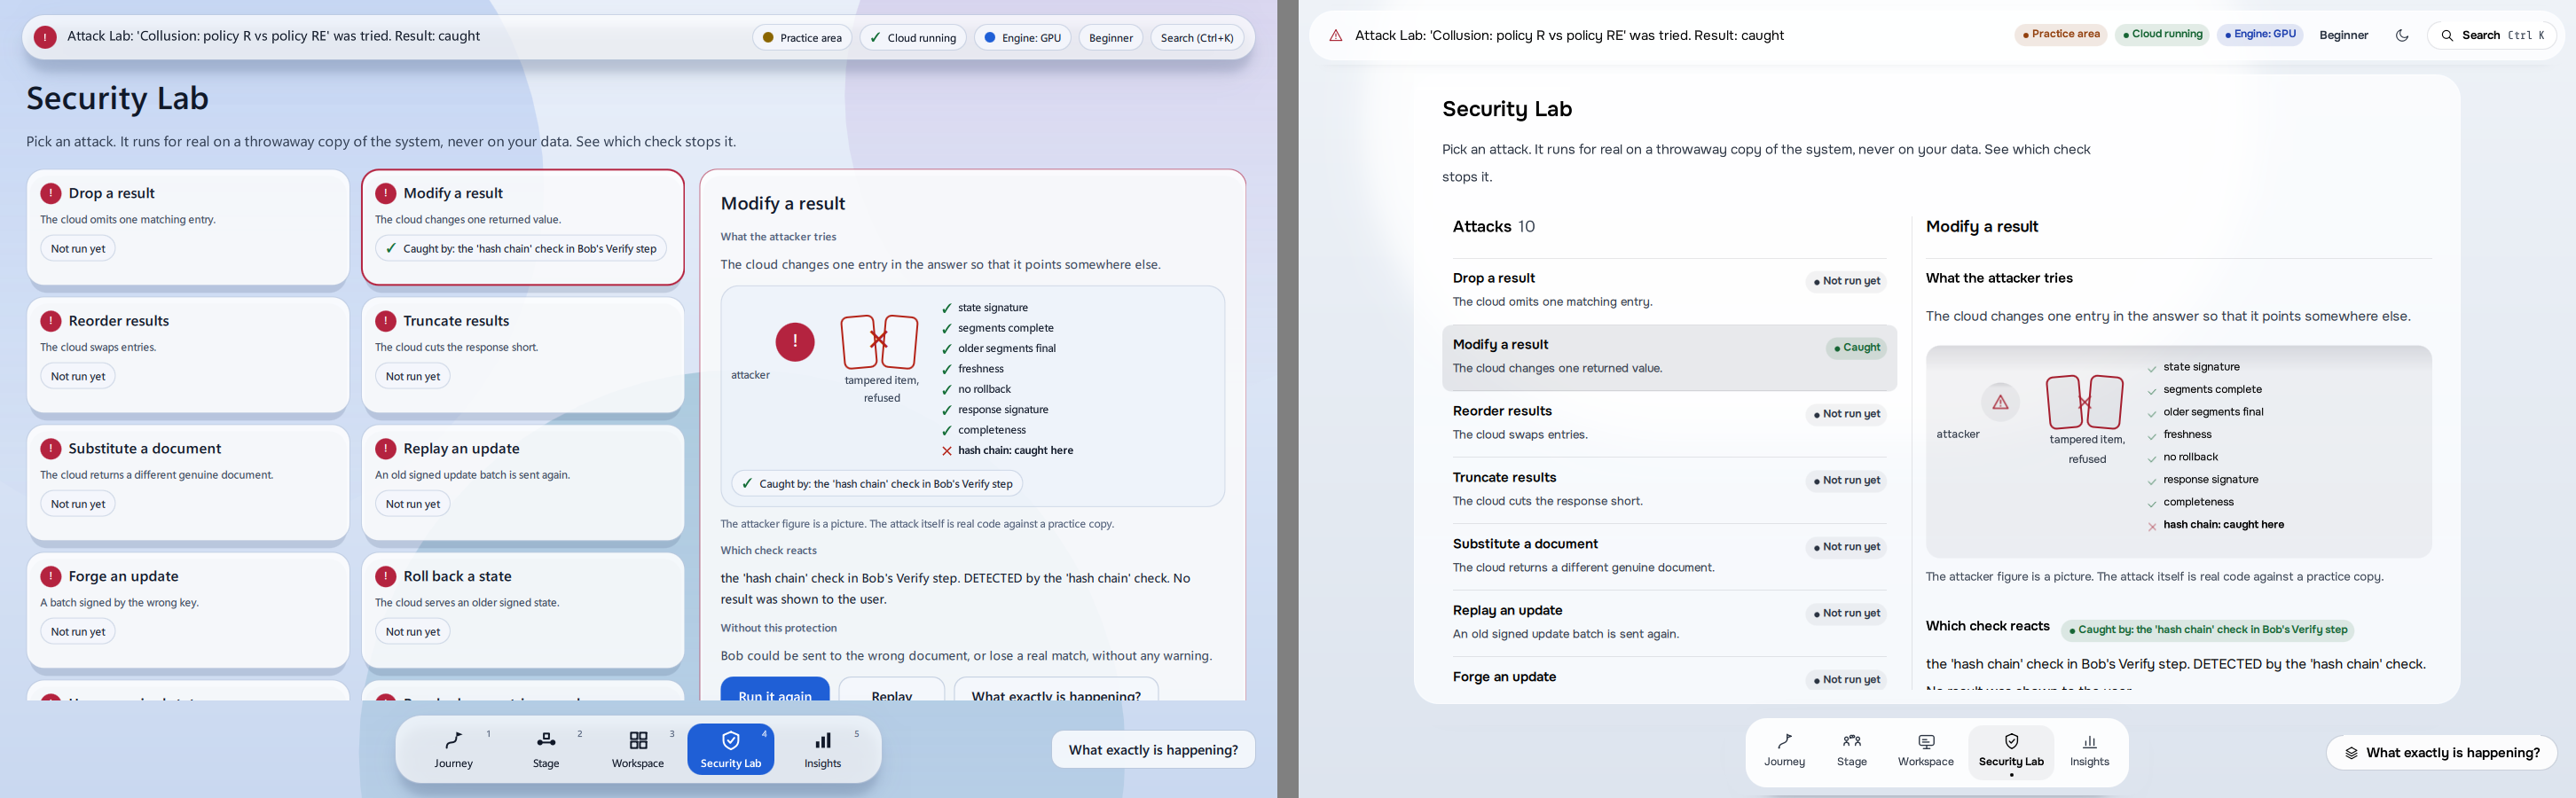 Attack Lab: 'Collusion: policy R vs policy RE' was tried. Result: caught
Practice area
Cloud running
Engine: GPU
Beginner
Search (Ctrl+K)
Security Lab
Pick an attack. It runs for real on a throwaway copy of the system, never on your data. See which check stops it.
Drop a result
The cloud omits one matching entry.
Not run yet
Modify a result
The cloud changes one returned value.
Caught by: the 'hash chain' check in Bob's Verify step
Reorder results
The cloud swaps entries.
Not run yet
Truncate results
The cloud cuts the response short.
Not run yet
Substitute a document
The cloud returns a different genuine document.
Not run yet
Replay an update
An old signed update batch is sent again.
Not run yet
Forge an update
A batch signed by the wrong key.
Not run yet
Roll back a state
The cloud serves an older signed state.
Not run yet
Modify a result
What the attacker tries
The cloud changes one entry in the answer so that it points somewhere else.
attacker
tampered item,
refused
state signature
segments complete
older segments final
freshness
no rollback
response signature
completeness
hash chain: caught here
Caught by: the 'hash chain' check in Bob's Verify step
The attacker figure is a picture. The attack itself is real code against a practice copy.
Which check reacts
the 'hash chain' check in Bob's Verify step. DETECTED by the 'hash chain' check. No
result was shown to the user.
Without this protection
Bob could be sent to the wrong document, or lose a real match, without any warning.
Run it again
Replay
What exactly is happening?
Journey
1
Stage
2
Workspace
3
Security Lab
4
Insights
5
What exactly is happening?
Attack Lab: 'Collusion: policy R vs policy RE' was tried. Result: caught
Practice area
Cloud running
Engine: GPU
Beginner
Search Ctrl K
Security Lab
Pick an attack. It runs for real on a throwaway copy of the system, never on your data. See which check
stops it.
Attacks 10
Drop a result
The cloud omits one matching entry.
Not run yet
Modify a result
The cloud changes one returned value.
Caught
Reorder results
The cloud swaps entries.
Not run yet
Truncate results
The cloud cuts the response short.
Not run yet
Substitute a document
The cloud returns a different genuine document.
Not run yet
Replay an update
An old signed update batch is sent again.
Not run yet
Forge an update
Not run yet
Modify a result
What the attacker tries
The cloud changes one entry in the answer so that it points somewhere else.
attacker
tampered item,
refused
state signature
segments complete
older segments final
freshness
no rollback
response signature
completeness
hash chain: caught here
The attacker figure is a picture. The attack itself is real code against a practice copy.
Which check reacts
Caught by: the 'hash chain' check in Bob's Verify step
the 'hash chain' check in Bob's Verify step. DETECTED by the 'hash chain' check.
No result was shown to the user.
Journey
Stage
Workspace
Security Lab
Insights
What exactly is happening?